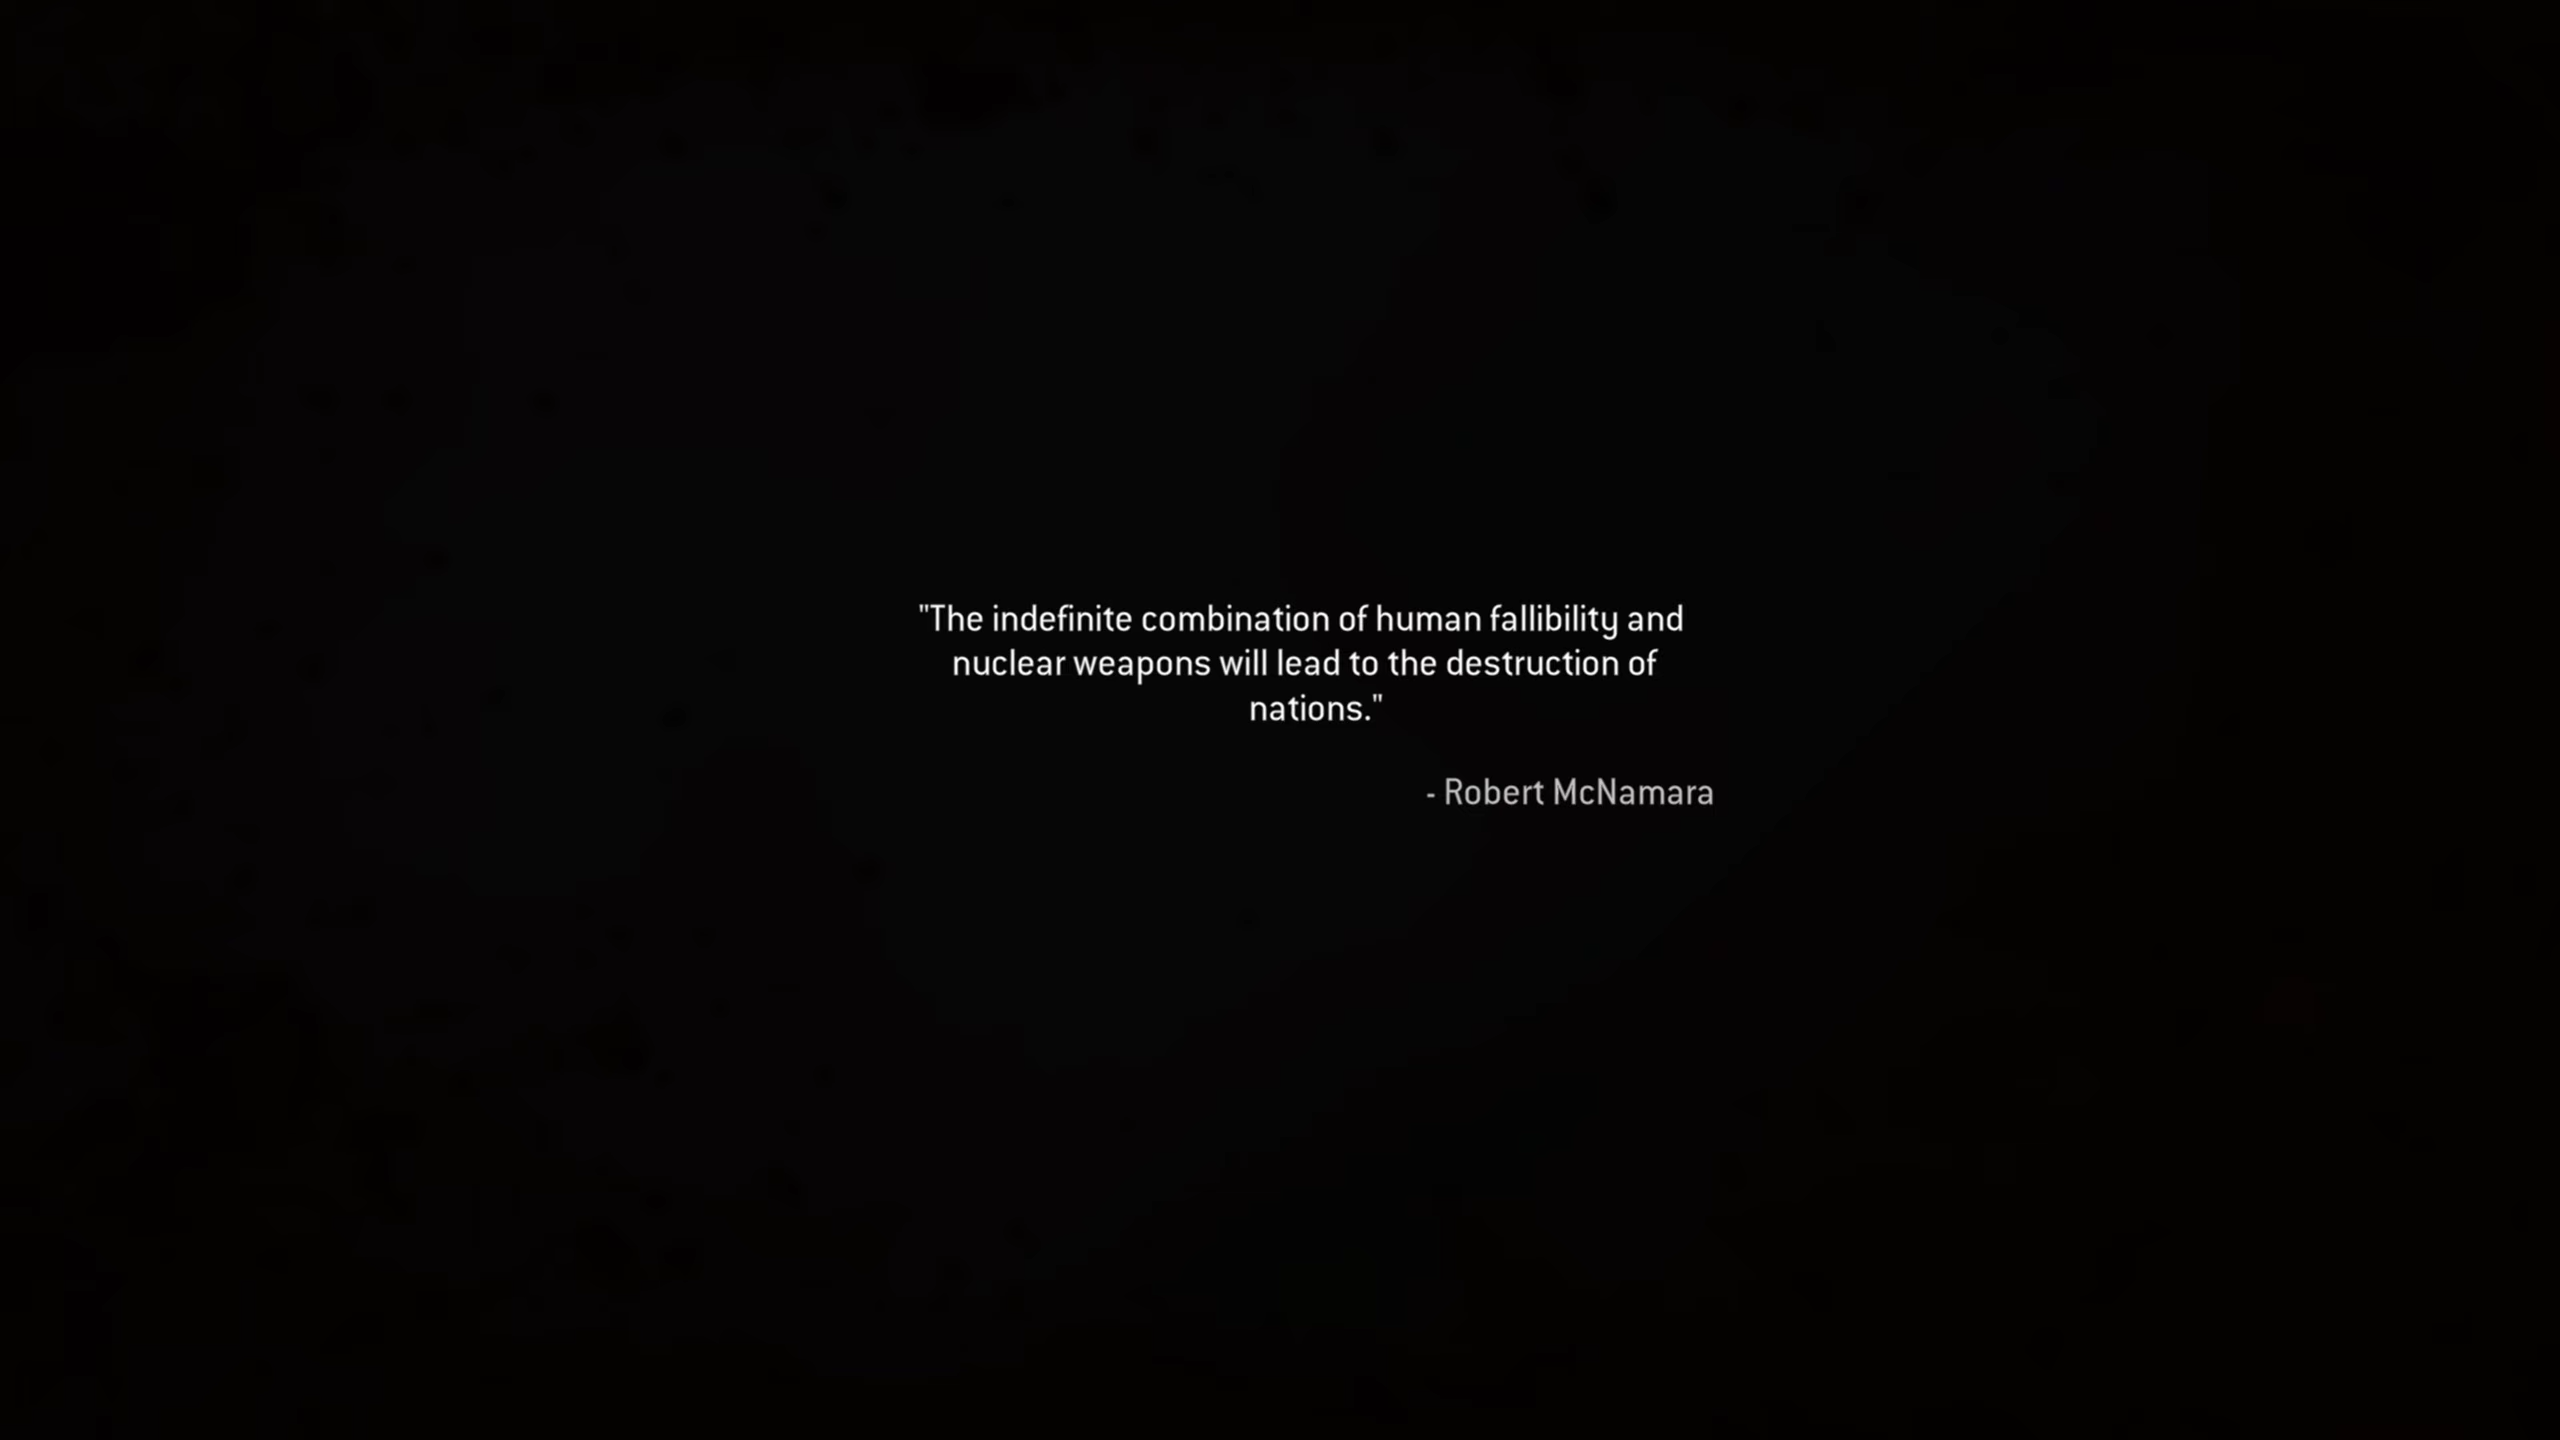 "The indefinite combination of human fallibility and
nuclear weapons will lead to the destruction of
nations."
- Robert McNamara